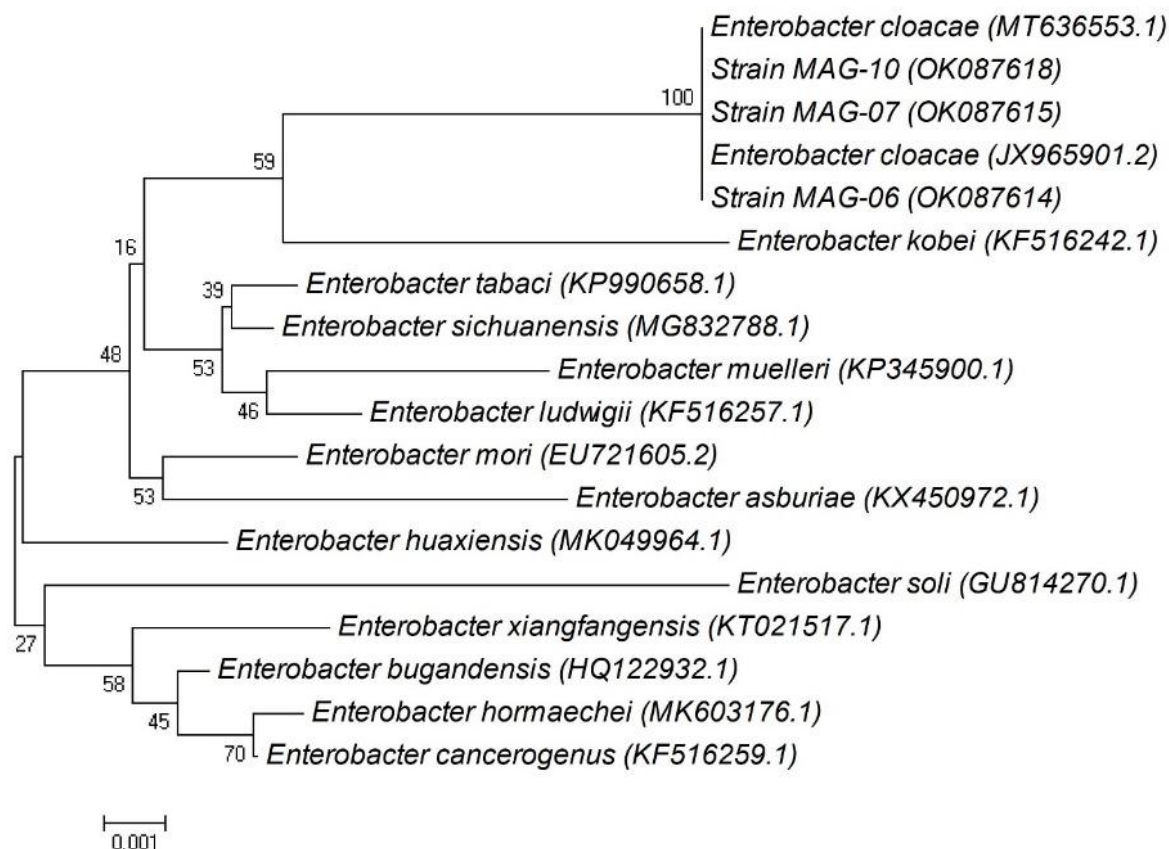 Enterobacter cloacae (MT636553.1)
Strain MAG-10 (OK087618)
100
Strain MAG-07 (OK087615)
Enterobacter cloacae (JX965901.2)
59
Strain MAG-06 (OK087614)
Enterobacter kobei (KF516242.1)
16
39
Enterobacter tabaci (KP990658.1)
Enterobacter sichuanensis (MG832788.1)
48
53
Enterobacter muelleri (KP345900.1)
46
Enterobacter ludwigii (KF516257.1)
Enterobacter mori (EU721605.2)
53
Enterobacter asburiae (KX450972.1)
Enterobacter huaxiensis (MK049964.1)
Enterobacter soli (GU814270.1)
27
Enterobacter xiangfangensis (KT021517.1)
58
Enterobacter bugandensis (HQ122932.1)
45
Enterobacter hormaechei (MK603176.1)
70
Enterobacter cancerogenus (KF516259.1)
0.001